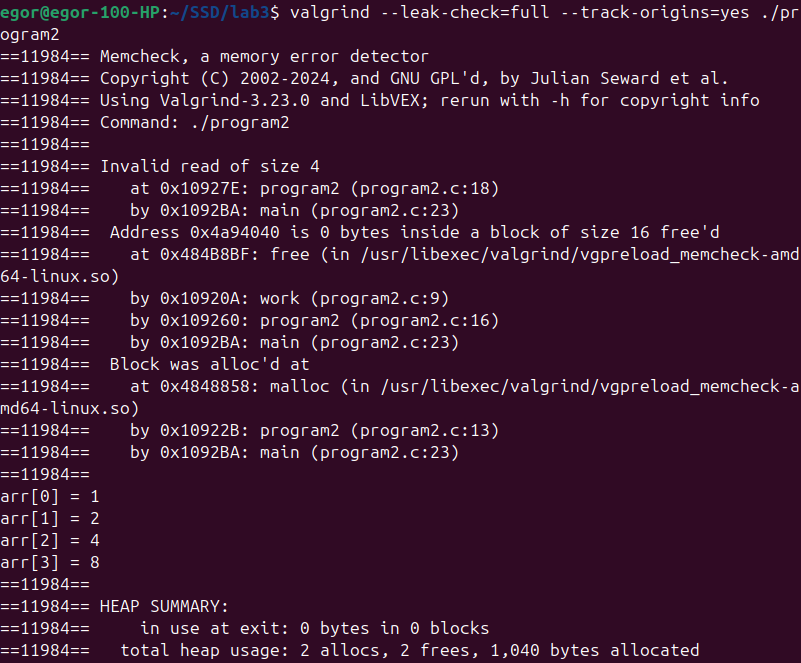 egor@egor-100-HP:~/SSD/lab3$ valgrind --leak-check=full --track-origins=yes ./pr
ogram2
==11984== Memcheck, a memory error detector
==11984== Copyright (C) 2002-2024, and GNU GPL'd, by Julian Seward et al.
==11984== Using Valgrind-3.23.0 and LibVEX; rerun with -h for copyright info
==11984== Command: ./program2
==11984==
==11984== Invalid read of size 4
==11984==    at 0x10927E: program2 (program2.c:18)
==11984==    by 0x1092BA: main (program2.c:23)
==11984==  Address 0x4a94040 is 0 bytes inside a block of size 16 free'd
==11984==    at 0x484B8BF: free (in /usr/libexec/valgrind/vgpreload_memcheck-amd
64-linux.so)
==11984==    by 0x10920A: work (program2.c:9)
==11984==    by 0x109260: program2 (program2.c:16)
==11984==    by 0x1092BA: main (program2.c:23)
==11984==  Block was alloc'd at
==11984==    at 0x4848858: malloc (in /usr/libexec/valgrind/vgpreload_memcheck-a
md64-linux.so)
==11984==    by 0x10922B: program2 (program2.c:13)
==11984==    by 0x1092BA: main (program2.c:23)
==11984==
arr[0] = 1
arr[1] = 2
arr[2] = 4
arr[3] = 8
==11984==
==11984== HEAP SUMMARY:
==11984==     in use at exit: 0 bytes in 0 blocks
==11984==   total heap usage: 2 allocs, 2 frees, 1,040 bytes allocated